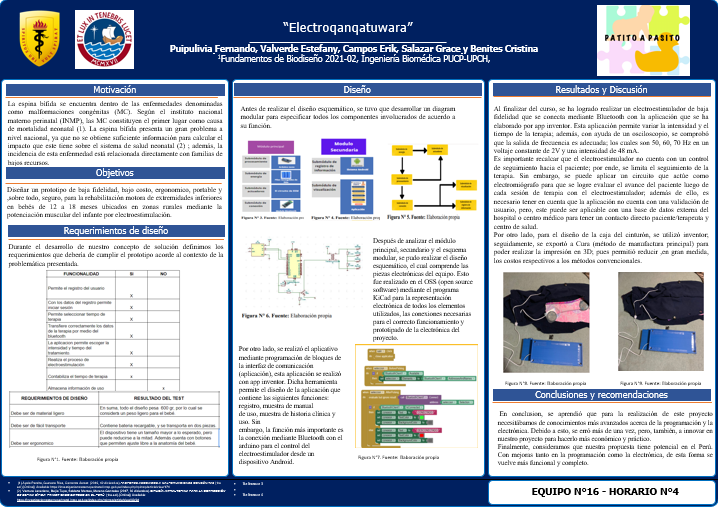 “Electroqanqatuwara”
Puipulivia Fernando, Valverde Estefany, Campos Erik, Salazar Grace y Benites Cristina
¹Fundamentos de Biodiseño 2021-02, Ingeniería Biomédica PUCP-UPCH,
ET LUX IN TENEBRIS LUCET
MCMXVII
PATITO A PASITO
Motivación
La espina bífida se encuentra dentro de las enfermedades denominadas
como malformaciones congénitas (MC). Según el instituto nacional
materno perinatal (INMP), las MC constituyen el primer lugar como causa
de mortalidad neonatal (1). La espina bífida presenta un gran problema a
nivel nacional, ya que no se obtiene suficiente información para calcular el
impacto que este tiene sobre el sistema de salud neonatal (2) ; además, la
incidencia de esta enfermedad está relacionada directamente con familias de
bajos recursos.
Objetivos
Diseñar un prototipo de baja fidelidad, bajo costo, ergonomico, portable y
,sobre todo, seguro, para la rehabilitación motora de extremidades inferiores
en bebés de 12 a 18 meses ubicados en zonas rurales mediante la
potenciación muscular del infante por electroestimulación.
Requerimientos de diseño
Durante el desarrollo de nuestro concepto de solución definimos los
requerimientos que debería de cumplir el prototipo acorde al contexto de la
problemática presentada.
FUNCIONALIDAD SI NO
Permite el registro del usuario X
Con los datos del registro permite
iniciar sesión X
Permite seleccionar tiempo de
terapia X
Transfiere correctamente los datos
de la terapia por medio del
bluetooth X
La aplicacion permite escoger la
intensidad y tiempo del
tratamiento X
Realiza el proceso de
electroestimulación X
Contabiliza el tiempo de terapia x
Almacena información de uso x
REQUERIMIENTOS DE DISEÑO RESULTADO DEL TEST
Debe ser de material ligero En suma, todo el diseño pesa 600 gr, por lo cual se
considera un peso ligero para el bebé
Debe ser de fácil transporte Contiene batería recargable, y se transporta en dos piezas.
Debe ser ergonomico El dispositivo tiene un tamaño mayor a lo esperado, pero
puede reducirse a la mitad. Además cuenta con botones
que permiten ajuste libre a la anatomía del bebé
Figura N°1. Fuente: Elaboración propia
Diseño
Antes de realizar el diseño esquemático, se tuvo que desarrollar un diagram
modular para especificar todos los componentes involucrados de acuerdo a
su función.
Módulo principal
Modulo
Secundaria
Figura N° 3. Fuente: Elaboración pro
Figura N° 4. Fuente: Elaboración prop
Figura N° 5. Fuente: Elaboración propia
Figura N° 6. Fuente: Elaboración propia
Después de analizar el módulo
principal, secundario y el esquema
modular, se pudo realizar el diseño
esquemático, el cual comprende las
piezas electrónicas del equipo. Esto
fue realizado en el OSS (open source
software) mediante el programa
KiCad para la representación
electrónica de todos los elementos
utilizados, las conexiones necesarias
para el correcto funcionamiento y
prototipado de la electrónica del
proyecto.
Por otro lado, se realizó el aplicativo
mediante programación de bloques de
la interfiz de comunicación
(aplicación), esta aplicación se realizó
con app inventor. Dicha herramienta
permite el diseño de la aplicación que
contiene las siguientes funciones:
registro, muestra de manual
de uso, muestra de historia clínica y
uso. Sin
embargo, la función más importante es
la conexión mediante Bluetooth con el
arduino para el control del
electroestimulador desde un
dispositivo Android.
Figura N°7. Fuente: Elaboración propia
Resultados y Discusión
Al finalizar del curso, se ha logrado realizar un electroestimulador de baja
fidelidad que se conecta mediante Bluetooth con la aplicación que se ha
elaborado por app inventor. Esta aplicación permite variar la intensidad y el
tiempo de la terapia; además, con ayuda de un osciloscopio, se comprobó
que la salida de frecuencia es adecuada; los cuales son 50, 60, 70 Hz en un
voltaje constante de 2V y una intensidad de 48 mA.
Es importante recalcar que el electroestimulador no cuenta con un control
de seguimiento hacia el paciente; por ende, se limita el seguimiento de la
terapia. Sin embargo, se puede aplicar un circuito que actúe como
electromiógrafo para que se logre evaluar el avance del paciente luego de
cada sesión de terapia con el electroestimulador; además de ello, es
necesario tener en cuenta que la aplicación no cuenta con una validación de
usuario, pero, este puede ser aplicable con una base de datos externa del
hospital o centro médico para tener un contacto directo paciente/terapeuta y
centro de salud.
Por otro lado, para el diseño de la caja del cinturón, se utilizó inventor;
seguidamente, se exportó a Cura (método de manufactura principal) para
poder realizar la impresión en 3D; pues permitió reducir ,en gran medida,
los costos respectivos a los métodos convencionales.
Figura N°8. Fuente: Elaboración propia
Figura N°9. Fuente: Elaboración propia
Conclusiones y recomendaciones
En conclusion, se aprendió que para la realización de este proyecto
necesitábamos de conocimientos más avanzados acerca de la programación y la
electrónica. Debido a esto, se erró más de una vez, pero, también, a innovar en
nuestro proyecto para hacerlo más económico y práctico.
Finalmente, consideramos que nuestra propuesta tiene potencial en el Perú.
Con mejoras tanto en la programación como la electrónica, de esta forma se
vuelve más funcional y completo.
EQUIPO N°16 - HORARIO N°4